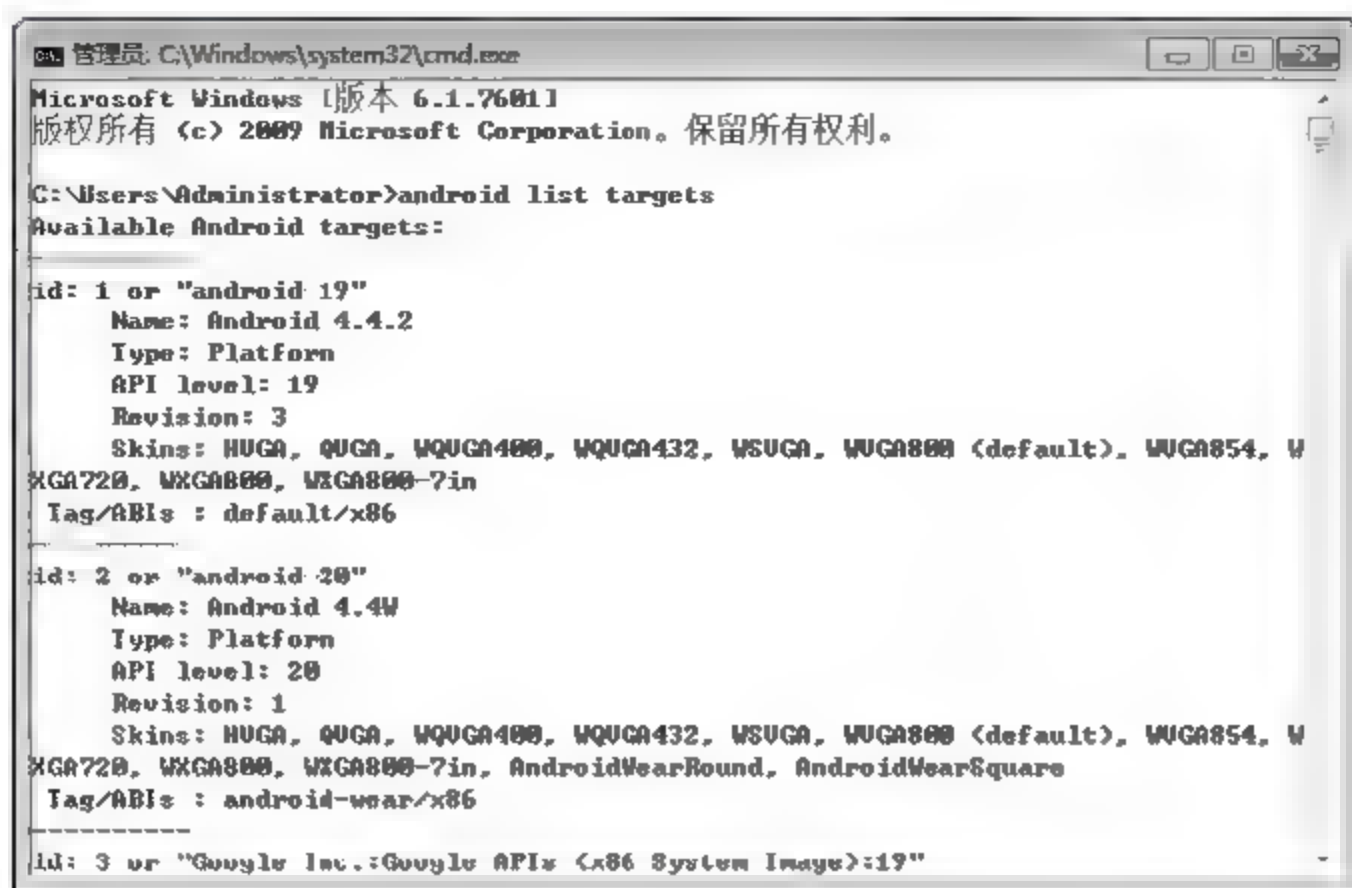 管理员: C:\Windows\system32\cmd.exe
Microsoft Windows [版本 6.1.7601]
版权所有 (c) 2009 Microsoft Corporation。保留所有权利。
C:\Users\Administrator>android list targets
Available Android targets:
----------
id: 1 or "android-19"
Name: Android 4.4.2
Type: Platform
API level: 19
Revision: 3
Skins: HVGA, QVGA, WQVGA400, WQVGA432, WSVGA, WVGA800 (default), WVGA854, W
XGA720, WXGA800, WXGA800-7in
Tag/ABIs : default/x86
----------
id: 2 or "android-20"
Name: Android 4.4W
Type: Platform
API level: 20
Revision: 1
Skins: HVGA, QVGA, WQVGA400, WQVGA432, WSVGA, WVGA800 (default), WVGA854, W
XGA720, WXGA800, WXGA800-7in, AndroidWearRound, AndroidWearSquare
Tag/ABIs : android-wear/x86
----------
id: 3 or "Google Inc.:Google APIs (x86 System Image):19"